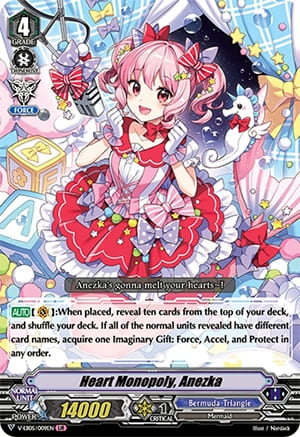 4
GRADE
FORCE
Anezka's gonna melt your hearts~!
AUTO [V]:When placed, reveal ten cards from the top of your deck,
and shuffle your deck. If all of the normal units revealed have different
card names, acquire one Imaginary Gift: Force, Accel, and Protect in
any order.
Heart Monopoly, Anezka
NORMAL
UNIT
POWER 14000 1 CRITICAL
Bermuda Triangle
Mermaid
V-EB05/009EN
Illust / Nardack